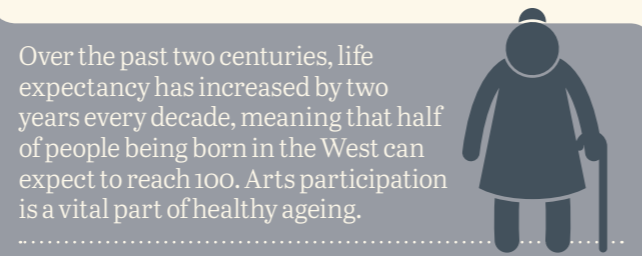 Over the past two centuries, life
expectancy has increased by two
years every decade, meaning that half
of people being born in the West can
expect to reach 100. Arts participation
is a vital part of healthy ageing.